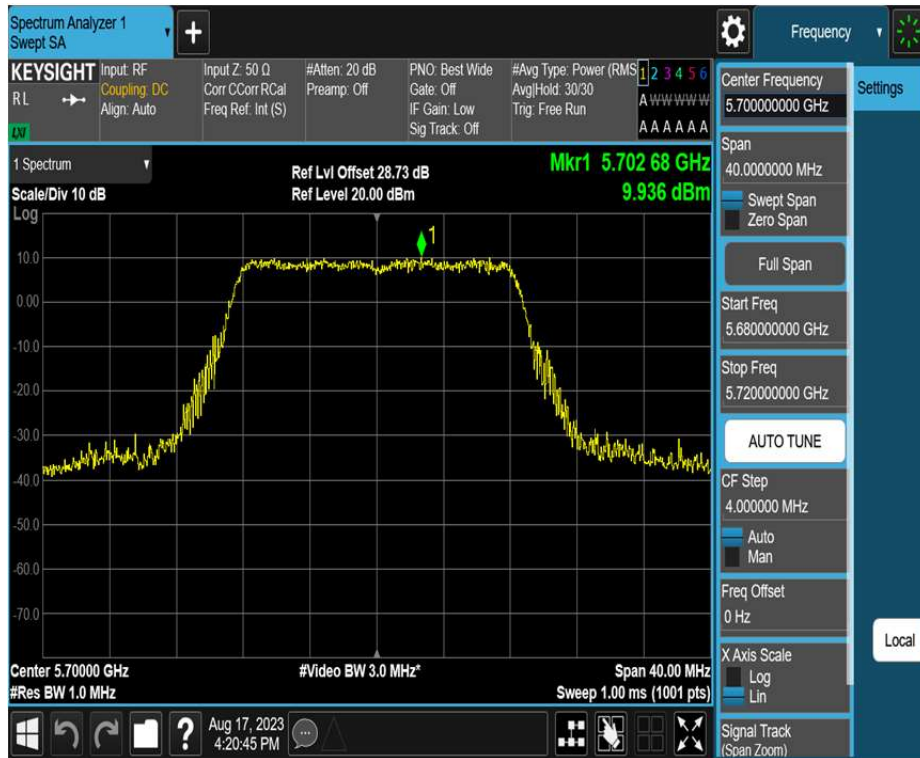 Spectrum Analyzer 1
Swept SA
+
Frequency
KEYSIGHT
R L
LXI
Input: RF
Coupling: DC
Align: Auto
Input Z: 50 Ω
Corr CCorr RCal
Freq Ref: Int (S)
#Atten: 20 dB
Preamp: Off
PNO: Best Wide
Gate: Off
IF Gain: Low
Sig Track: Off
#Avg Type: Power (RMS
Avg|Hold: 30/30
Trig: Free Run
1 2 3 4 5 6
A W W W W W
A A A A A A
1 Spectrum
Scale/Div 10 dB
Ref Lvl Offset 28.73 dB
Ref Level 20.00 dBm
Mkr1 5.702 68 GHz
9.936 dBm
Log
1
10.0
0.00
-10.0
-20.0
-30.0
-40.0
-50.0
-60.0
-70.0
Center 5.70000 GHz
#Res BW 1.0 MHz
#Video BW 3.0 MHz*
Span 40.00 MHz
Sweep 1.00 ms (1001 pts)
?
Aug 17, 2023
4:20:45 PM
Center Frequency
5.70000000 GHz
Span
40.0000000 MHz
Swept Span
Zero Span
Full Span
Start Freq
5.680000000 GHz
Stop Freq
5.720000000 GHz
AUTO TUNE
CF Step
4.000000 MHz
Auto
Man
Freq Offset
0 Hz
X Axis Scale
Log
Lin
Signal Track
(Span Zoom)
Settings
Local